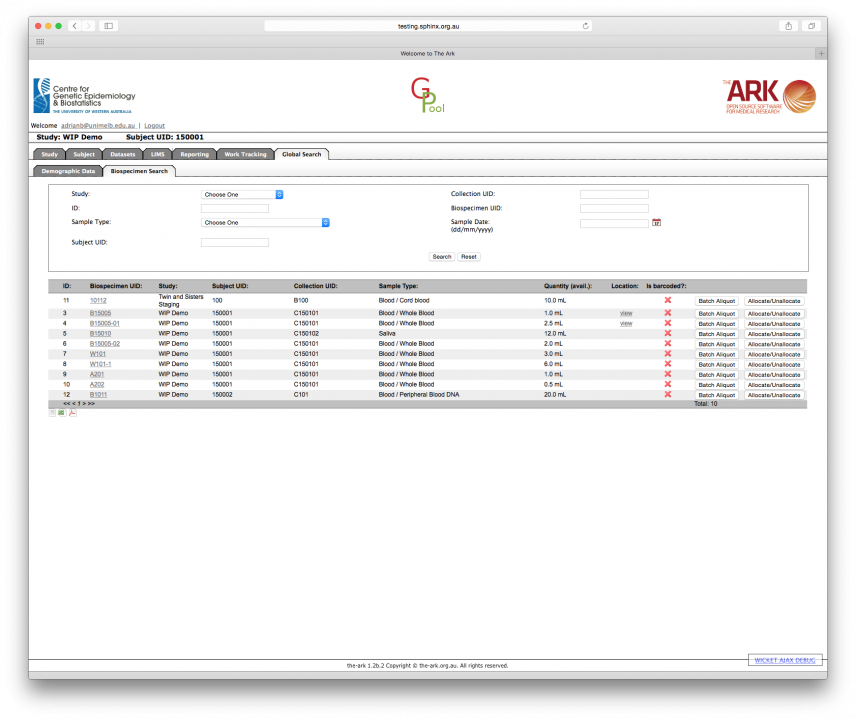 testing.sphinx.org.au
Welcome to The Ark
Centre for
Genetic Epidemiology
& Biostatistics
THE UNIVERSITY OF WESTERN AUSTRALIA
GPool
THE ARK
OPEN SOURCE SOFTWARE
FOR MEDICAL RESEARCH
Welcome adrianb@unimelb.edu.au | Logout
Study: WIP Demo Subject UID: 150001
Study Subject Datasets LIMS Reporting Work Tracking Global Search
Demographic Data Biospecimen Search
Study: Choose One Collection UID:
ID: Biospecimen UID:
Sample Type: Choose One Sample Date:
(dd/mm/yyyy)
Subject UID:
Search Reset
ID: Biospecimen UID: Study: Subject UID: Collection UID: Sample Type: Quantity (avail.): Location: Is barcoded?:
11 10112 Twin and Sisters Staging 100 B100 Blood / Cord blood 10.0 mL Batch Aliquot Allocate/Unallocate
3 B15005 WIP Demo 150001 C150101 Blood / Whole Blood 1.0 mL view Batch Aliquot Allocate/Unallocate
4 B15005-01 WIP Demo 150001 C150101 Blood / Whole Blood 2.5 mL view Batch Aliquot Allocate/Unallocate
5 B15010 WIP Demo 150001 C150102 Saliva 12.0 mL Batch Aliquot Allocate/Unallocate
6 B15005-02 WIP Demo 150001 C150101 Blood / Whole Blood 2.0 mL Batch Aliquot Allocate/Unallocate
7 W101 WIP Demo 150001 C150101 Blood / Whole Blood 3.0 mL Batch Aliquot Allocate/Unallocate
8 W101-1 WIP Demo 150001 C150101 Blood / Whole Blood 6.0 mL Batch Aliquot Allocate/Unallocate
9 A201 WIP Demo 150001 C150101 Blood / Whole Blood 1.0 mL Batch Aliquot Allocate/Unallocate
10 A202 WIP Demo 150001 C150101 Blood / Whole Blood 0.5 mL Batch Aliquot Allocate/Unallocate
12 B1011 WIP Demo 150002 C101 Blood / Peripheral Blood DNA 20.0 mL Batch Aliquot Allocate/Unallocate
<< < 1 > >> Total: 10
WICKET AJAX DEBUG
the-ark 1.2b.2 Copyright © the-ark.org.au. All rights reserved.